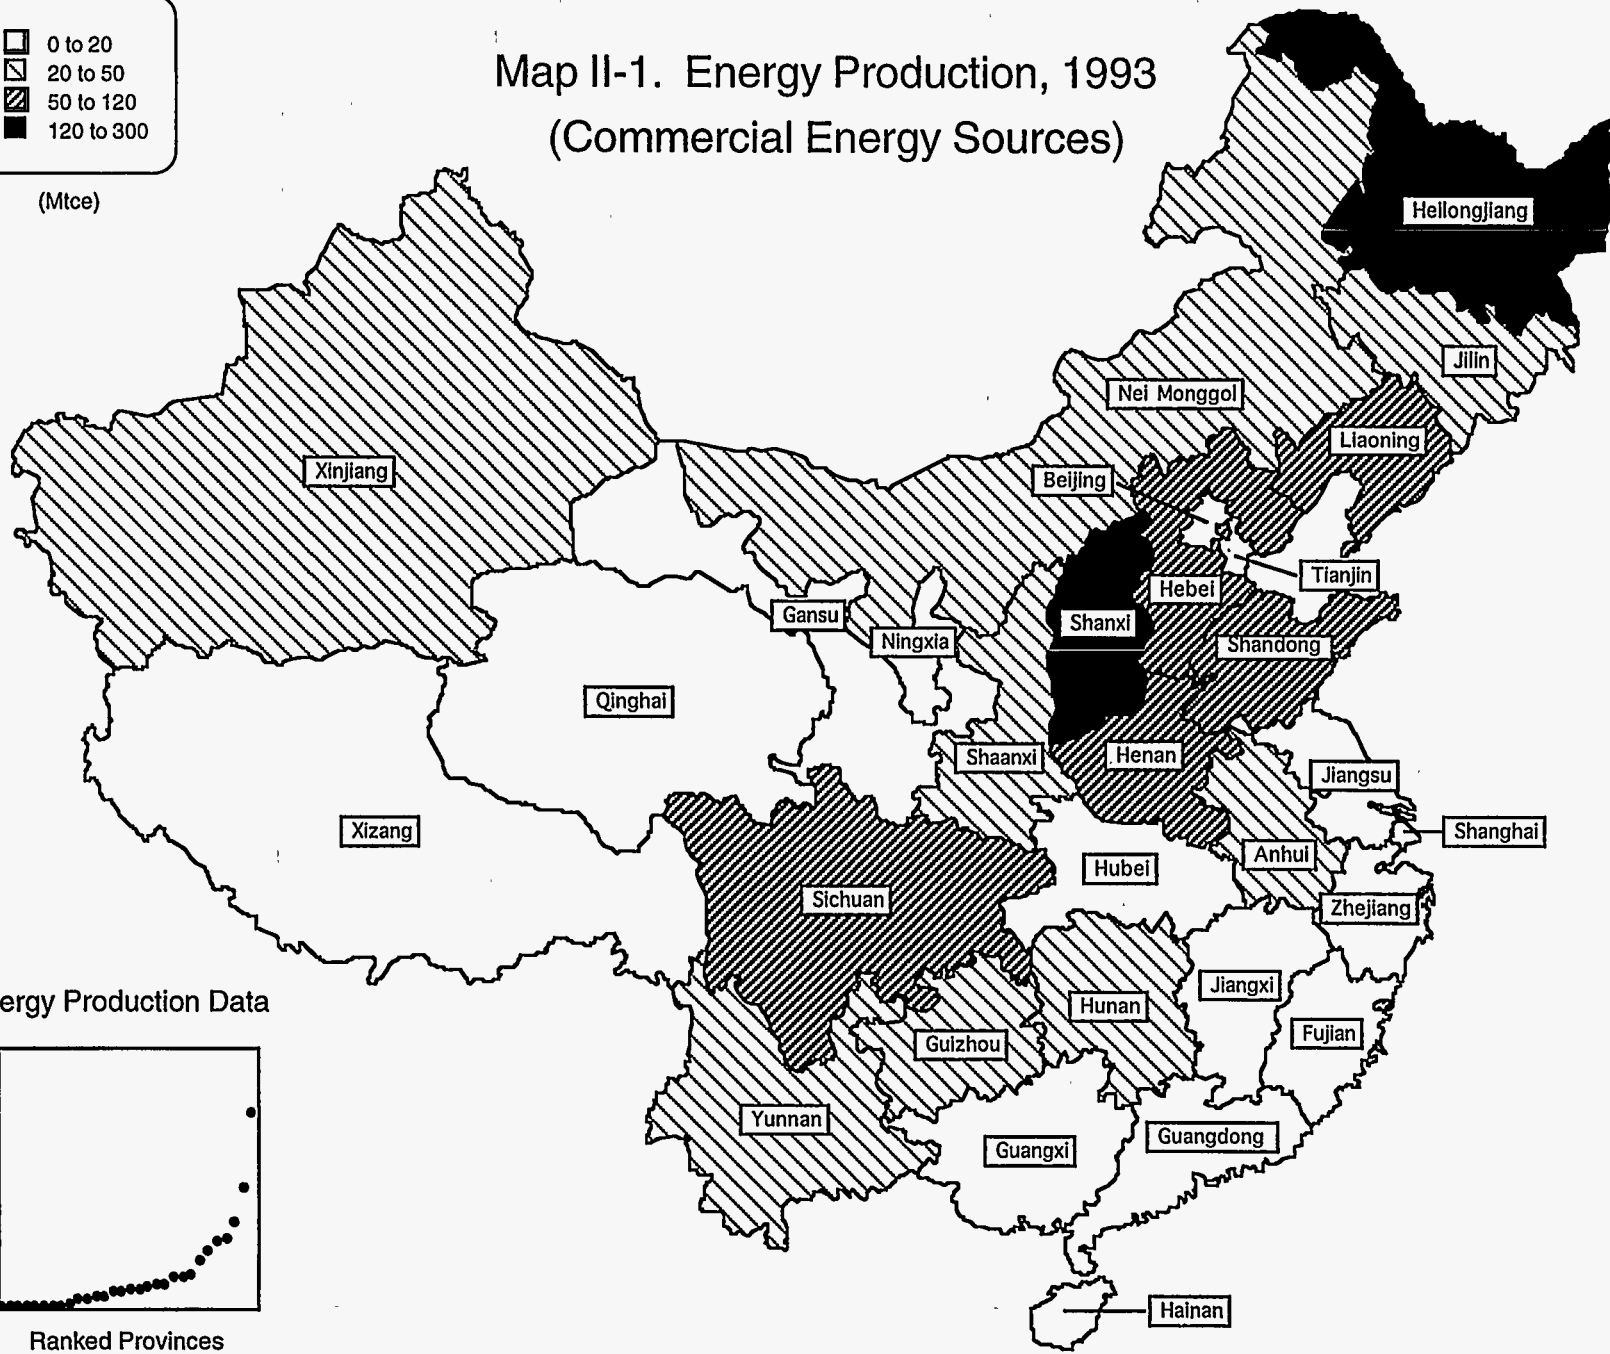 0 to 20
20 to 50
50 to 120
120 to 300
(Mtce)
Map II-1. Energy Production, 1993
(Commercial Energy Sources)
Heilongjiang
Jilin
Nei Monggol
Liaoning
Xinjiang
Beijing
Tianjin
Hebei
Gansu
Shanxi
Ningxia
Shandong
Qinghai
Shaanxi
Henan
Jiangsu
Xizang
Shanghai
Anhui
Hubei
Sichuan
Zhejiang
Jiangxi
Hunan
Fujian
Guizhou
Yunnan
Guangxi
Guangdong
Hainan
ergy Production Data
Ranked Provinces